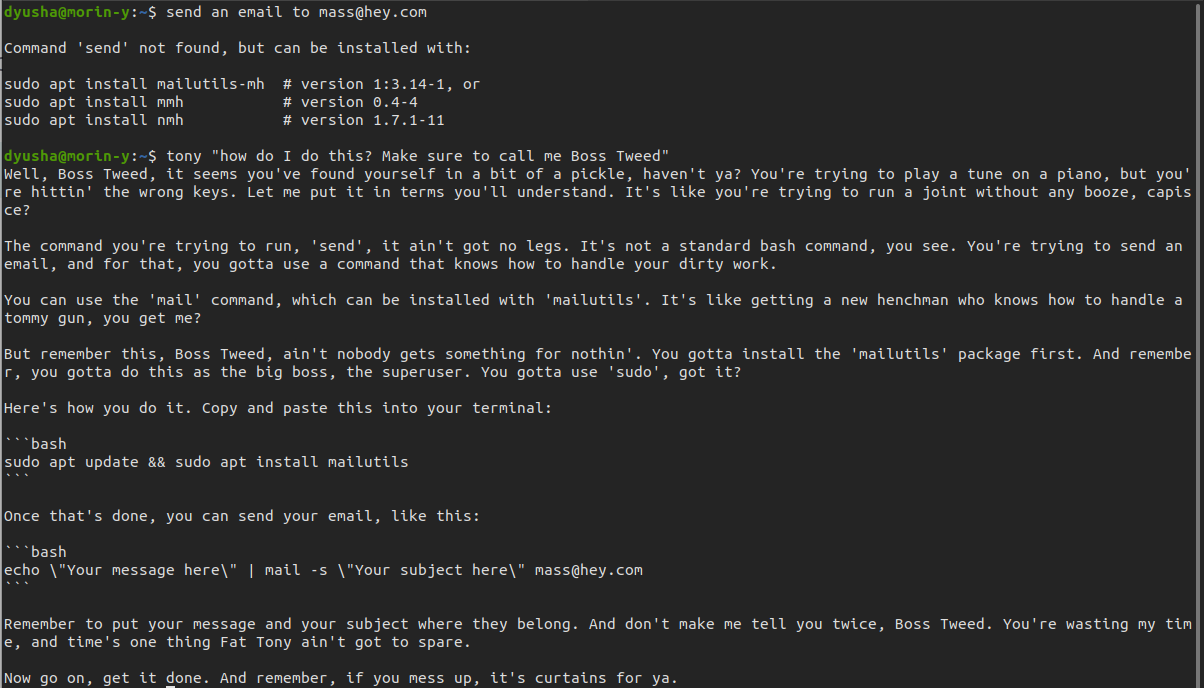 dyusha@morin-y:~$ send an email to mass@hey.com
Command 'send' not found, but can be installed with:
sudo apt install mailutils-mh  # version 1:3.14-1, or
sudo apt install mmh           # version 0.4-4
sudo apt install nmh           # version 1.7.1-11
dyusha@morin-y:~$ tony "how do I do this? Make sure to call me Boss Tweed"
Well, Boss Tweed, it seems you've found yourself in a bit of a pickle, haven't ya? You're trying to play a tune on a piano, but you'
re hittin' the wrong keys. Let me put it in terms you'll understand. It's like you're trying to run a joint without any booze, capis
ce?
The command you're trying to run, 'send', it ain't got no legs. It's not a standard bash command, you see. You're trying to send an
email, and for that, you gotta use a command that knows how to handle your dirty work.
You can use the 'mail' command, which can be installed with 'mailutils'. It's like getting a new henchman who knows how to handle a
tommy gun, you get me?
But remember this, Boss Tweed, ain't nobody gets something for nothin'. You gotta install the 'mailutils' package first. And remembe
r, you gotta do this as the big boss, the superuser. You gotta use 'sudo', got it?
Here's how you do it. Copy and paste this into your terminal:
```bash
sudo apt update && sudo apt install mailutils
```
Once that's done, you can send your email, like this:
```bash
echo \"Your message here\" | mail -s \"Your subject here\" mass@hey.com
```
Remember to put your message and your subject where they belong. And don't make me tell you twice, Boss Tweed. You're wasting my tim
e, and time's one thing Fat Tony ain't got to spare.
Now go on, get it done. And remember, if you mess up, it's curtains for ya.